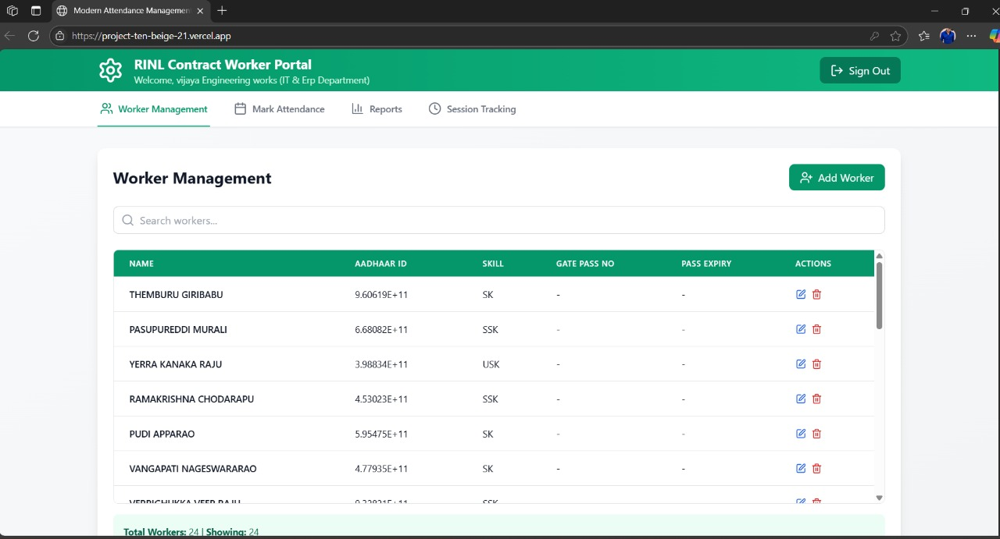 Modern Attendance Management
https://project-ten-beige-21.vercel.app
RINL Contract Worker Portal
Welcome, vijaya Engineering works (IT & Erp Department)
Sign Out
Worker Management Mark Attendance Reports Session Tracking
Worker Management
Add Worker
Search workers...
NAME AADHAAR ID SKILL GATE PASS NO PASS EXPIRY ACTIONS
THEMBURU GIRIBABU 9.60619E+11 SK - -
PASUPUREDDI MURALI 6.68082E+11 SSK - -
YERRA KANAKA RAJU 3.98834E+11 USK - -
RAMAKRISHNA CHODARAPU 4.53023E+11 SSK - -
PUDI APPARAO 5.95475E+11 SK - -
VANGAPATI NAGESWARARAO 4.77935E+11 SK - -
VEERI RAJU SSK
Total Workers: 24 | Showing: 24